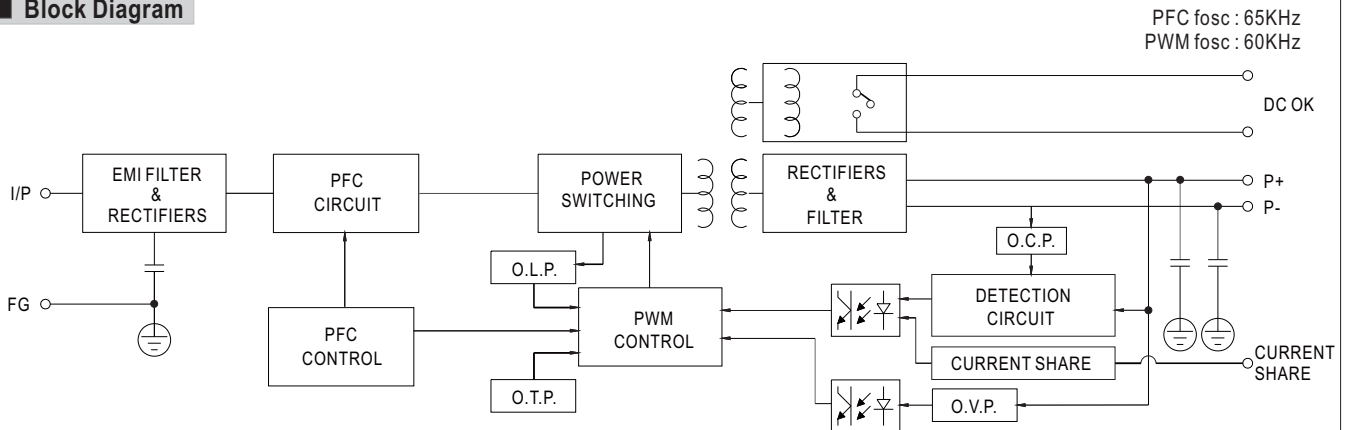 Block Diagram
PFC fosc : 65KHz
PWM fosc : 60KHz
DC OK
I/P
EMI FILTER
&
RECTIFIERS
PFC
CIRCUIT
POWER
SWITCHING
RECTIFIERS
&
FILTER
P+
P-
O.C.P.
O.L.P.
FG
PFC
CONTROL
PWM
CONTROL
DETECTION
CIRCUIT
CURRENT SHARE
CURRENT
SHARE
O.T.P.
O.V.P.